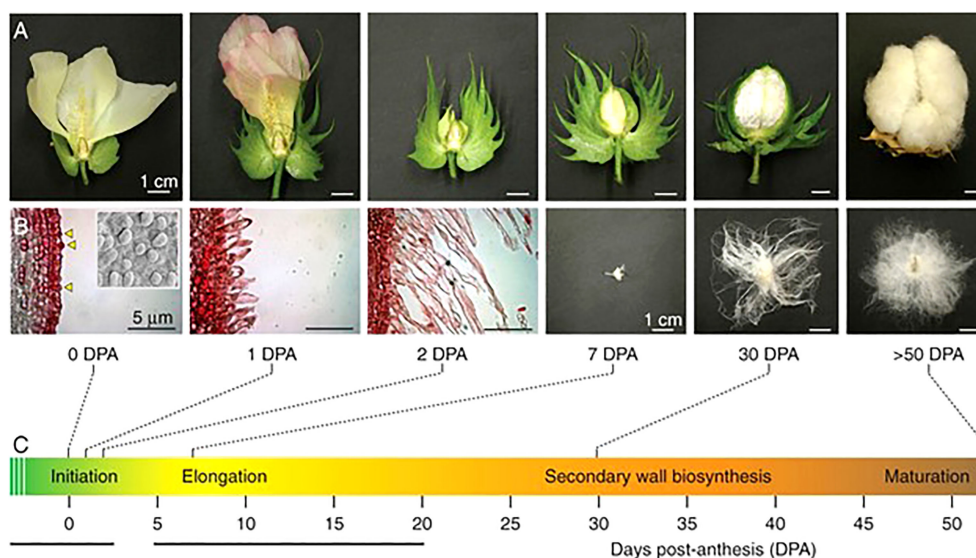 A
1 cm
B
5 µm
1 cm
0 DPA
1 DPA
2 DPA
7 DPA
30 DPA
>50 DPA
C
Initiation
Elongation
Secondary wall biosynthesis
Maturation
0
5
10
15
20
25
30
35
40
45
50
Days post-anthesis (DPA)